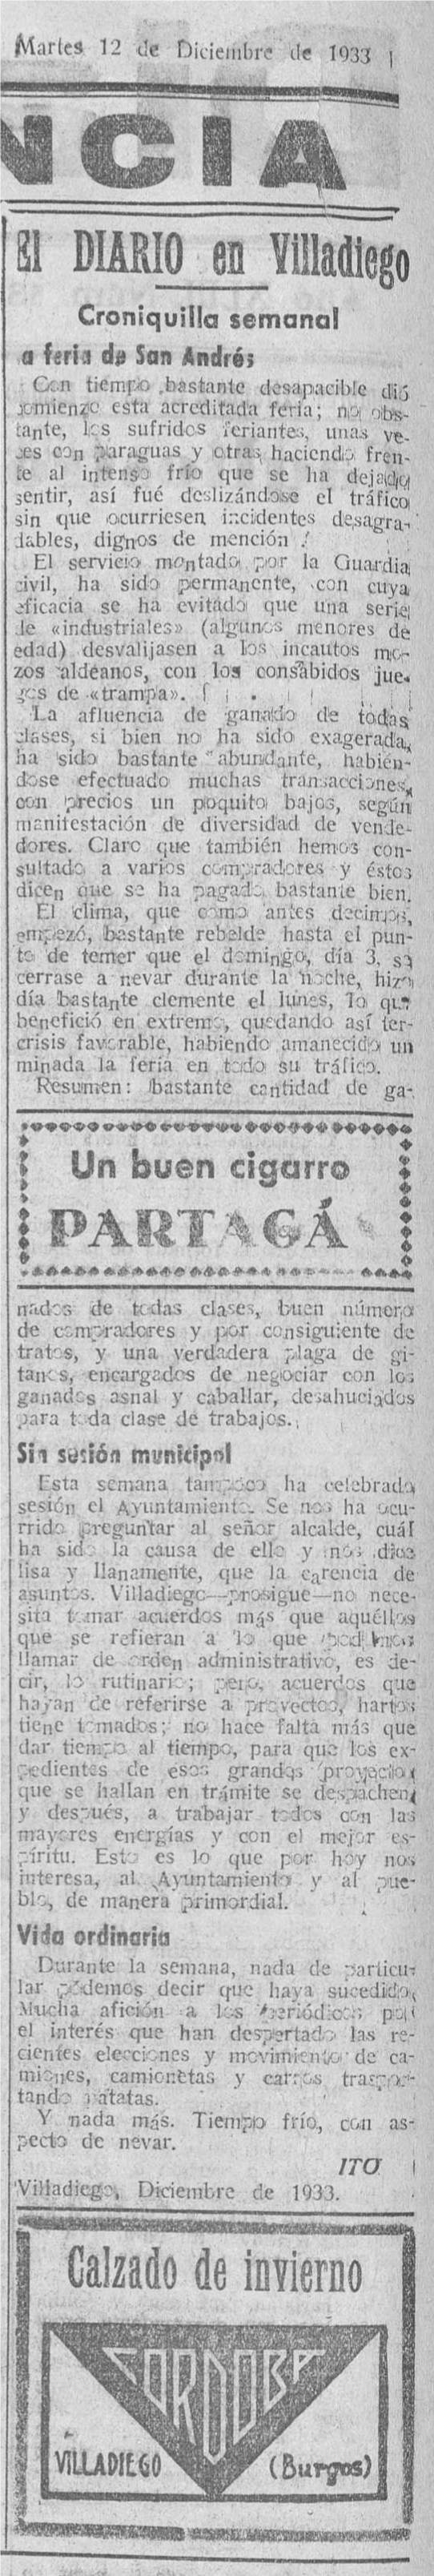 Martes 12 de Diciembre de 1933
NCIA
El DIARIO en Villadiego
Croniquilla semanal
a feria de San Andrés
Con tiempo bastante desapacible dió
comienzo esta acreditada feria; no obs-
tante, los sufridos feriantes, unas ve-
ces con paraguas y otras haciendo fren-
te al intenso frío que se ha dejado
sentir, así fué deslizándose el tráfico
sin que ocurriesen incidentes desagra-
dables, dignos de mención
El servicio montado por la Guardia
civil, ha sido permanente, con cuya
eficacia se ha evitado que una serie
de «industriales» (algunos menores de
edad) desvalijasen a los incautos mo-
zos aldeanos, con los consabidos jue-
gos de «trampa».
La afluencia de ganado de todas
clases, si bien no ha sido exagerada,
ha sido bastante abundante, habién-
dose efectuado muchas transacciones,
con precios un poquito bajos, según
manifestación de diversidad de vende-
dores. Claro que también hemos con-
sultado a varios compradores y éstos
dicen que se ha pagado bastante bien.
El clima, que como antes decimos,
empezó, bastante rebelde hasta el pun-
to de temer que el domingo, día 3, se
cerrase a nevar durante la noche, hizo
día bastante clemente el lunes, lo que
benefició en extremo, quedando así ter-
crisis favorable, habiendo amanecido un
minada la feria en todo su tráfico.
Resumen: bastante cantidad de ga-
Un buen cigarro
PARTAGÁS
nados de todas clases, buen número
de compradores y por consiguiente de
tratos, y una verdadera plaga de gi-
tanos, encargados de negociar con los
ganados asnal y caballar, desahuciados
para toda clase de trabajos.
Sin sesión municipal
Esta semana tampoco ha celebrado
sesión el Ayuntamiento. Se nos ha ocu-
rrido preguntar al señor alcalde, cuál
ha sido la causa de ello y nos dice
lisa y llanamente, que la carencia de
asuntos. Villadiego—prosigue—no nece-
sita tomar acuerdos más que aquéllos
que se refieran a lo que podemos
llamar de orden administrativo, es de-
cir, lo rutinario; pero, acuerdos que
hayan de referirse a proyectos, hartos
tiene tomados; no hace falta más que
dar tiempo al tiempo, para que los ex-
pedientes de esos grandes proyectos
que se hallan en trámite se despachen
y después, a trabajar todos con las
mayores energías y con el mejor es-
píritu. Esto es lo que por hoy nos
interesa, al Ayuntamiento y al pue-
blo, de manera primordial.
Vida ordinaria
Durante la semana, nada de particu-
lar podemos decir que haya sucedido.
Mucha afición a los periódicos por
el interés que han despertado las re-
cientes elecciones y movimiento de ca-
miones, camionetas y carros traspor-
tando patatas.
Y nada más. Tiempo frío, con as-
pecto de nevar.
ITO
Villadiego, Diciembre de 1933.
Calzado de invierno
CORDOBA
VILLADIEGO (Burgos)